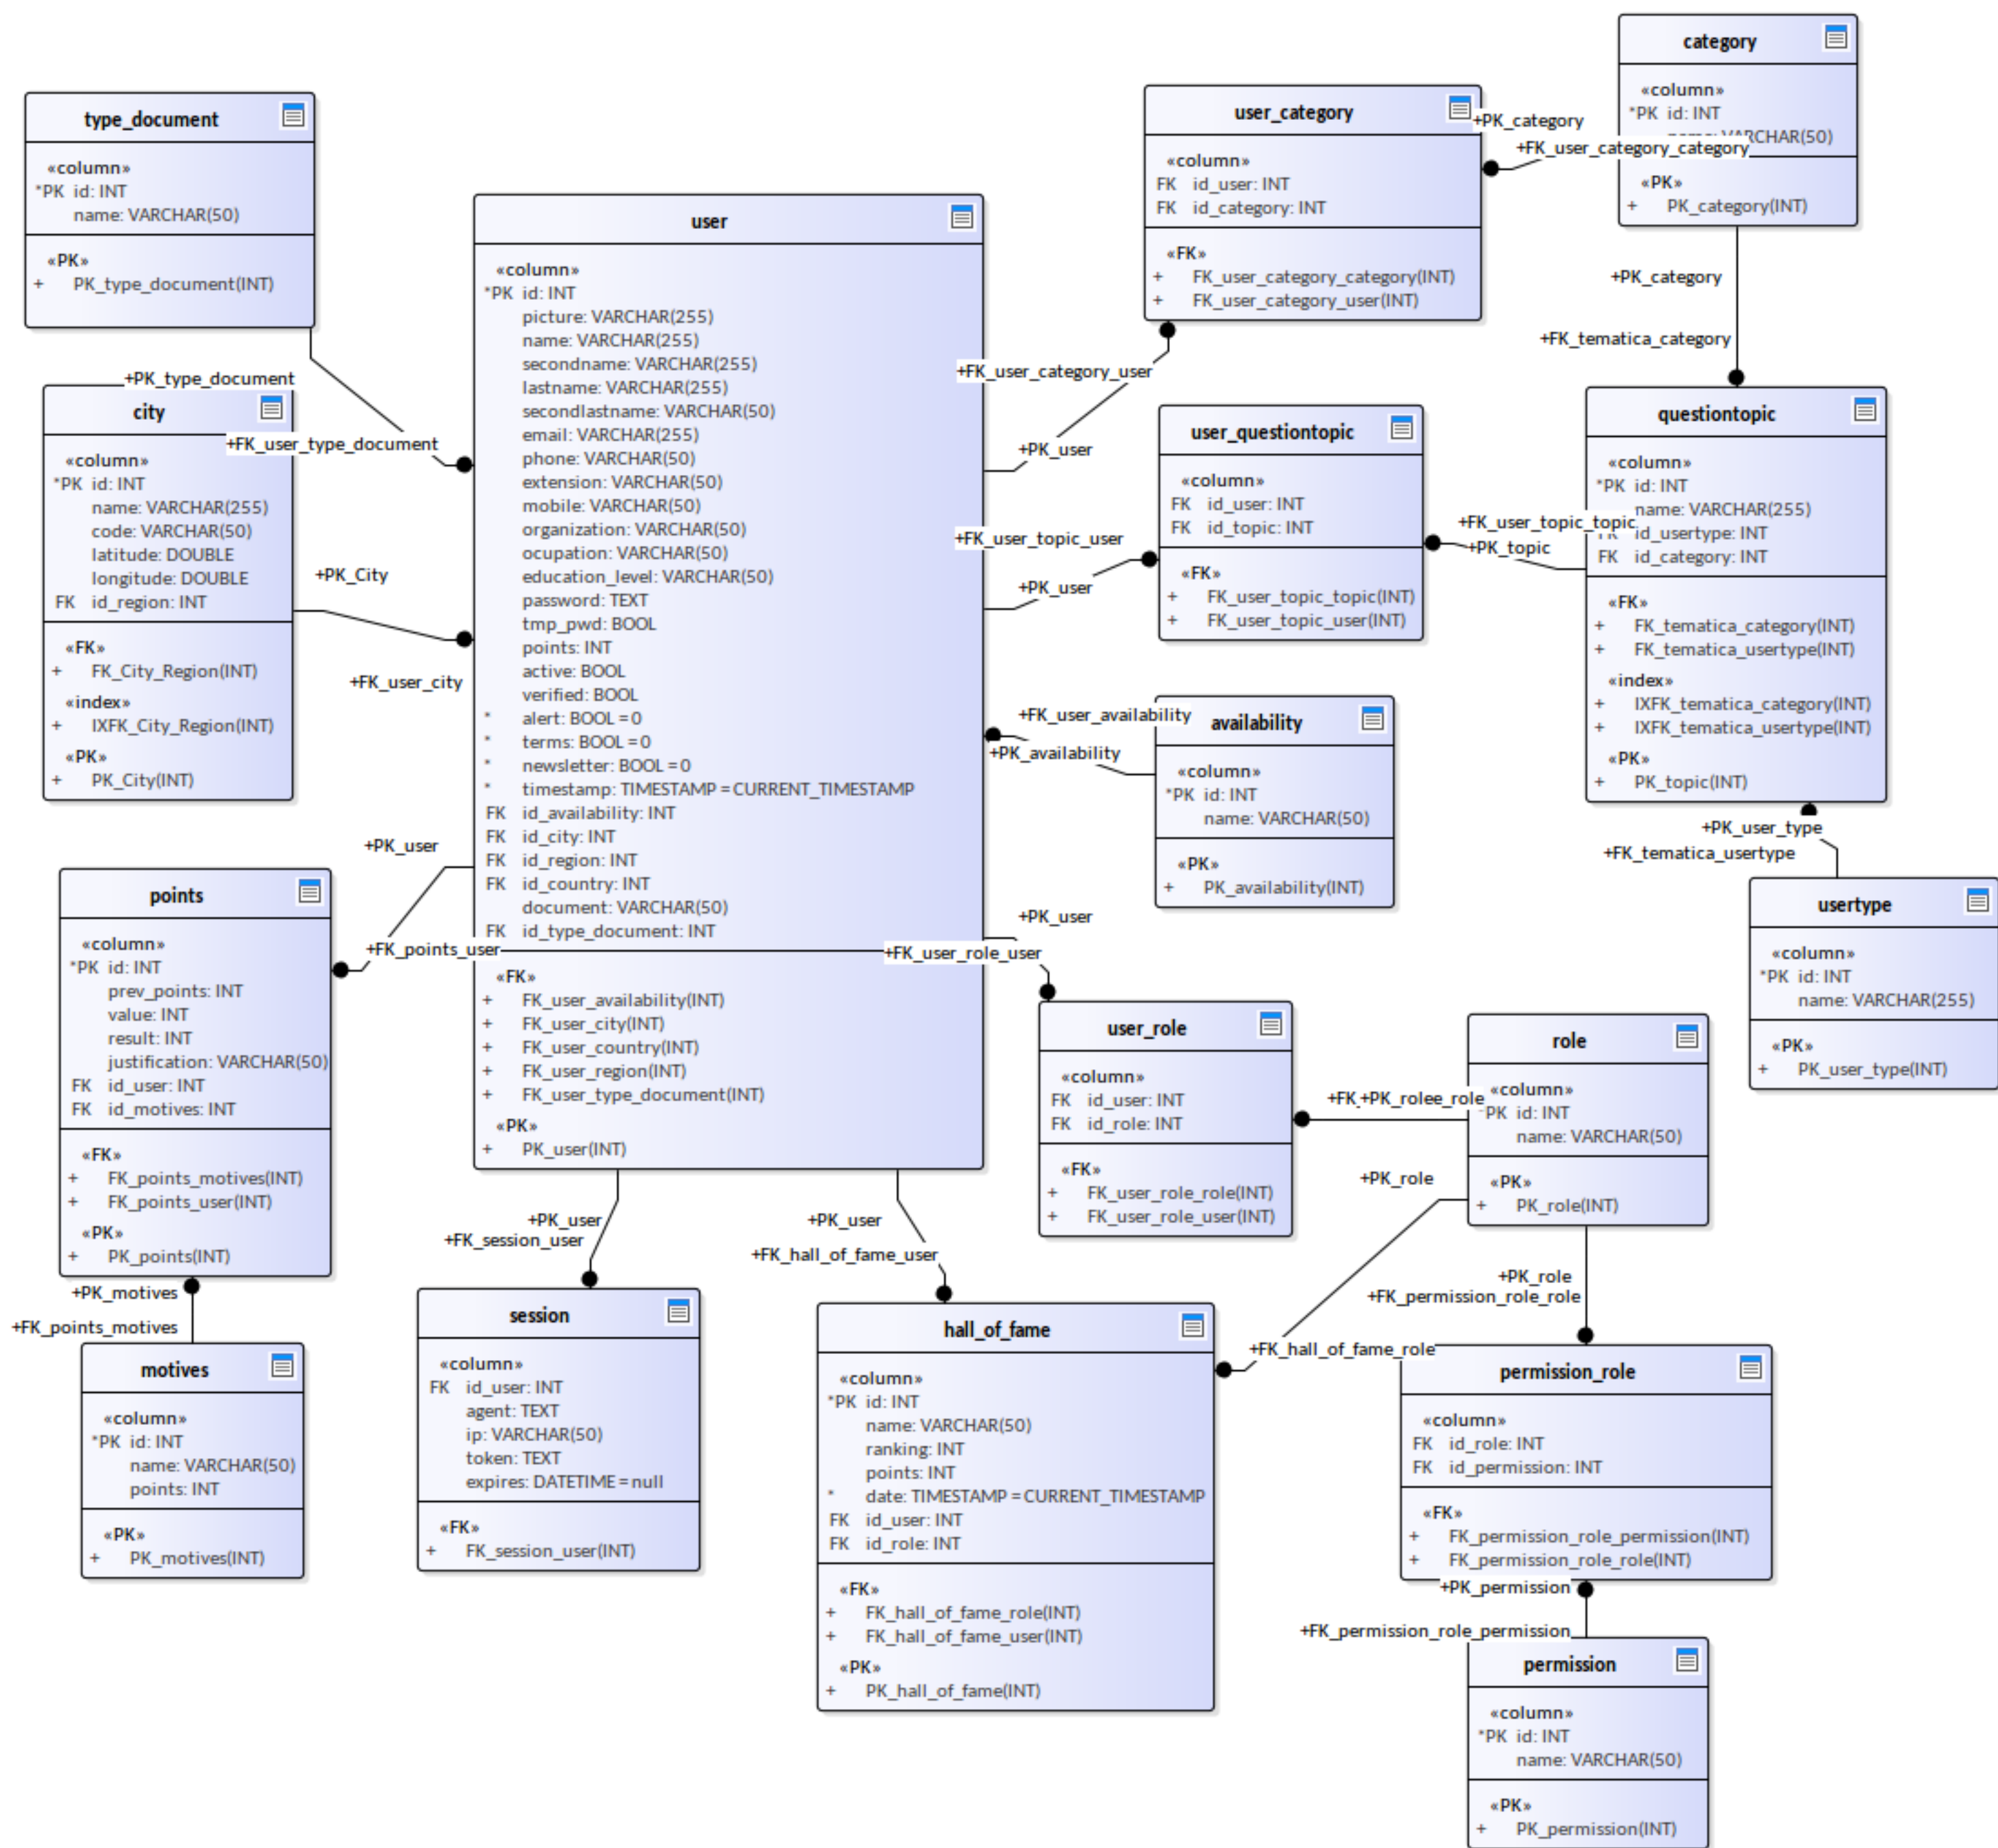 type_document
«column»
*PK id: INT
name: VARCHAR(50)
«PK»
+ PK_type_document(INT)
+PK_type_document
+FK_user_type_document
city
«column»
*PK id: INT
name: VARCHAR(255)
code: VARCHAR(50)
latitude: DOUBLE
longitude: DOUBLE
FK id_region: INT
«FK»
+ FK_City_Region(INT)
«index»
+ IXFK_City_Region(INT)
«PK»
+ PK_City(INT)
+PK_City
+FK_user_city
user
«column»
*PK id: INT
picture: VARCHAR(255)
name: VARCHAR(255)
secondname: VARCHAR(255)
lastname: VARCHAR(255)
secondlastname: VARCHAR(50)
email: VARCHAR(255)
phone: VARCHAR(50)
extension: VARCHAR(50)
mobile: VARCHAR(50)
organization: VARCHAR(50)
ocupation: VARCHAR(50)
education_level: VARCHAR(50)
password: TEXT
tmp_pwd: BOOL
points: INT
active: BOOL
verified: BOOL
* alert: BOOL = 0
* terms: BOOL = 0
* newsletter: BOOL = 0
* timestamp: TIMESTAMP = CURRENT_TIMESTAMP
FK id_availability: INT
FK id_city: INT
FK id_region: INT
FK id_country: INT
document: VARCHAR(50)
FK id_type_document: INT
«FK»
+ FK_user_availability(INT)
+ FK_user_city(INT)
+ FK_user_country(INT)
+ FK_user_region(INT)
+ FK_user_type_document(INT)
«PK»
+ PK_user(INT)
user_category
«column»
FK id_user: INT
FK id_category: INT
«FK»
+ FK_user_category_category(INT)
+ FK_user_category_user(INT)
+PK_category
+FK_user_category_category
category
«column»
*PK id: INT
VARCHAR(50)
«PK»
+ PK_category(INT)
+PK_category
+FK_tematica_category
+FK_user_category_user
+PK_user
user_questiontopic
«column»
FK id_user: INT
FK id_topic: INT
«FK»
+ FK_user_topic_topic(INT)
+ FK_user_topic_user(INT)
+FK_user_topic_user
+PK_user
+FK_user_topic_topic
+PK_topic
questiontopic
«column»
*PK id: INT
name: VARCHAR(255)
FK id_usertype: INT
FK id_category: INT
«FK»
+ FK_tematica_category(INT)
+ FK_tematica_usertype(INT)
«index»
+ IXFK_tematica_category(INT)
+ IXFK_tematica_usertype(INT)
«PK»
+ PK_topic(INT)
+PK_user_type
+FK_tematica_usertype
+FK_user_availability
+PK_availability
availability
«column»
*PK id: INT
name: VARCHAR(50)
«PK»
+ PK_availability(INT)
usertype
«column»
*PK id: INT
name: VARCHAR(255)
«PK»
+ PK_user_type(INT)
+PK_user
+FK_points_user
points
«column»
*PK id: INT
prev_points: INT
value: INT
result: INT
justification: VARCHAR(50)
FK id_user: INT
FK id_motives: INT
«FK»
+ FK_points_motives(INT)
+ FK_points_user(INT)
«PK»
+ PK_points(INT)
+PK_motives
+FK_points_motives
motives
«column»
*PK id: INT
name: VARCHAR(50)
points: INT
«PK»
+ PK_motives(INT)
+PK_user
+FK_user_role_user
user_role
«column»
FK id_user: INT
FK id_role: INT
«FK»
+ FK_user_role_role(INT)
+ FK_user_role_user(INT)
+PK_role
role
«column»
*PK id: INT
name: VARCHAR(50)
«PK»
+ PK_role(INT)
+PK_role
+FK_hall_of_fame_role
+PK_role
+FK_permission_role_role
+PK_user
+FK_session_user
session
«column»
FK id_user: INT
agent: TEXT
ip: VARCHAR(50)
token: TEXT
expires: DATETIME = null
«FK»
+ FK_session_user(INT)
+PK_user
+FK_hall_of_fame_user
hall_of_fame
«column»
*PK id: INT
name: VARCHAR(50)
ranking: INT
points: INT
* date: TIMESTAMP = CURRENT_TIMESTAMP
FK id_user: INT
FK id_role: INT
«FK»
+ FK_hall_of_fame_role(INT)
+ FK_hall_of_fame_user(INT)
«PK»
+ PK_hall_of_fame(INT)
permission_role
«column»
FK id_role: INT
FK id_permission: INT
«FK»
+ FK_permission_role_permission(INT)
+ FK_permission_role_role(INT)
+PK_permission
+FK_permission_role_permission
permission
«column»
*PK id: INT
name: VARCHAR(50)
«PK»
+ PK_permission(INT)